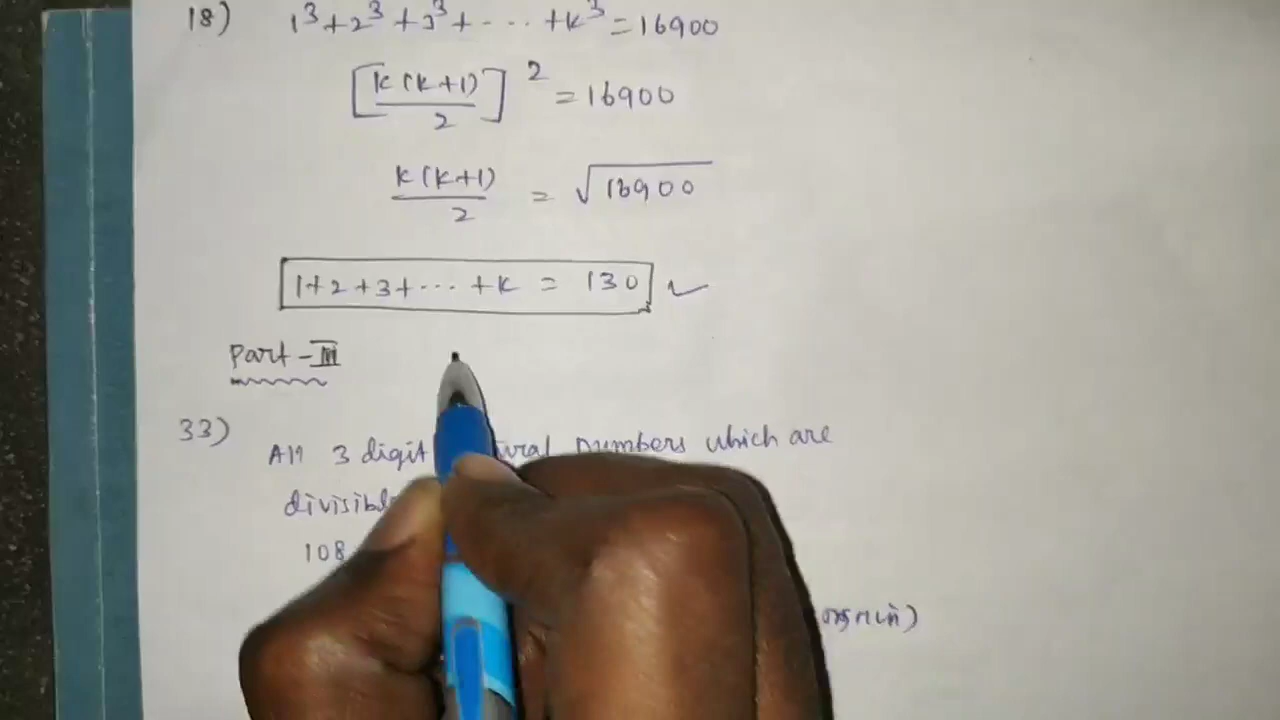 18) 1³+2³+3³+ · · · +k³=16900
[k(k+1)/2]² =16900
k(k+1)/2 = √16900
1+2+3+ · · · +k = 130 ✓
Part - III
33) All 3 digit numbers which are
108